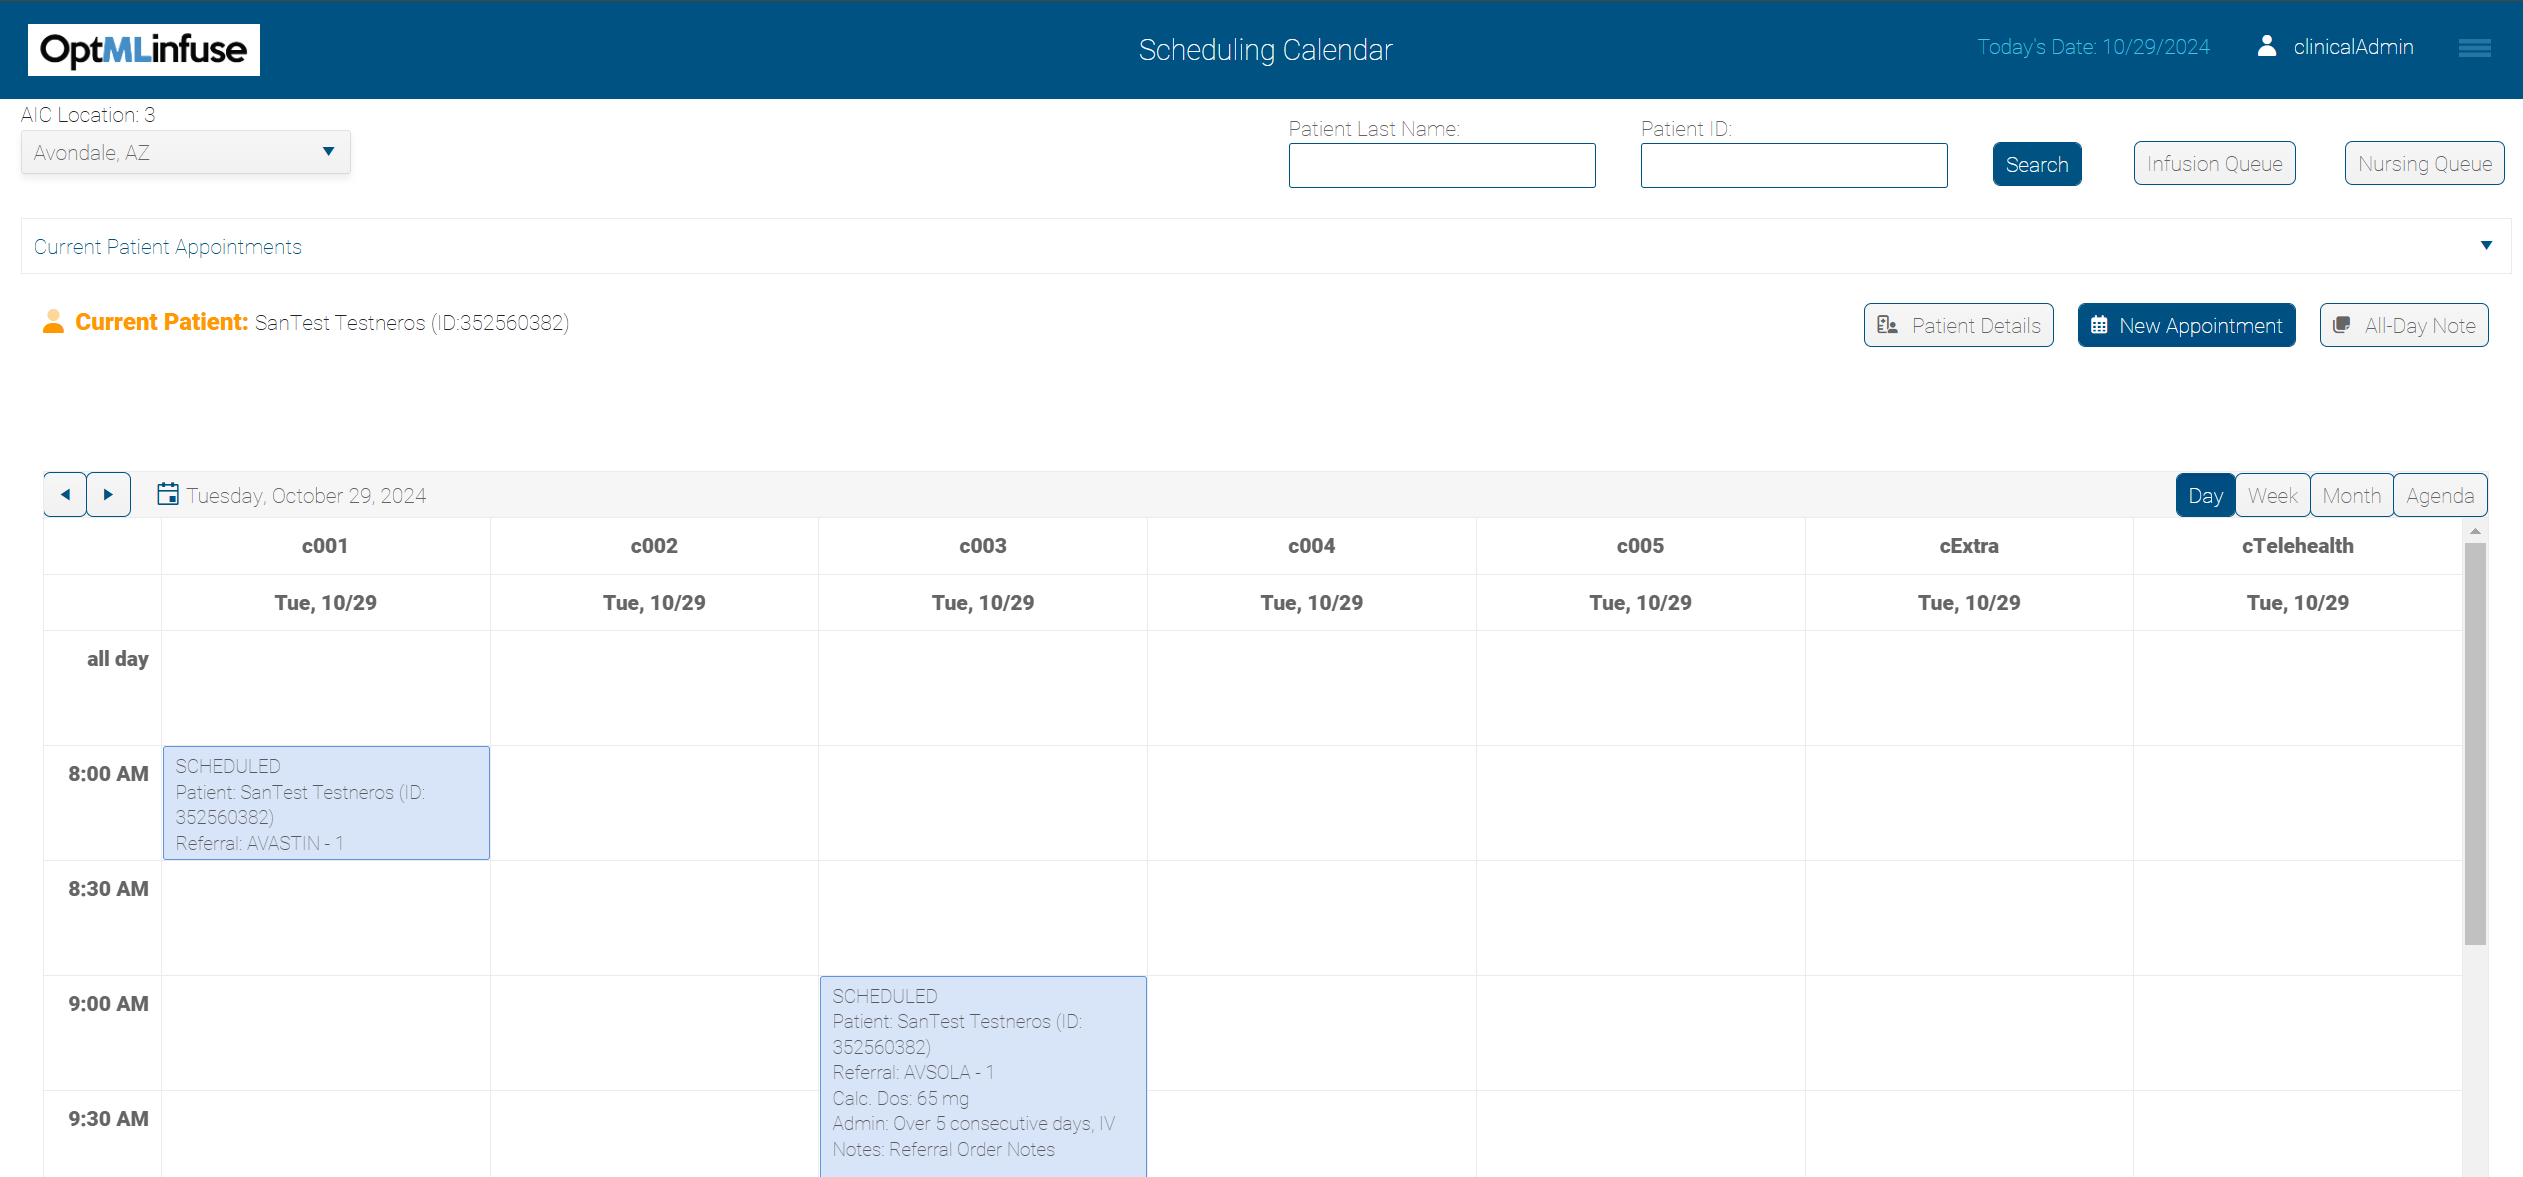 OptMLinfuse
Scheduling Calendar
Today's Date: 10/29/2024
clinicalAdmin
AIC Location: 3
Avondale, AZ
Patient Last Name:
Patient ID:
Search
Infusion Queue
Nursing Queue
Current Patient Appointments
Current Patient: SanTest Testneros (ID:352560382)
Patient Details
New Appointment
All-Day Note
Tuesday, October 29, 2024
Day
Week
Month
Agenda
c001
c002
c003
c004
c005
cExtra
cTelehealth
Tue, 10/29
Tue, 10/29
Tue, 10/29
Tue, 10/29
Tue, 10/29
Tue, 10/29
Tue, 10/29
all day
8:00 AM
SCHEDULED
Patient: SanTest Testneros (ID:
352560382)
Referral: AVASTIN - 1
8:30 AM
9:00 AM
SCHEDULED
Patient: SanTest Testneros (ID:
352560382)
Referral: AVSOLA - 1
Calc. Dos: 65 mg
Admin: Over 5 consecutive days, IV
Notes: Referral Order Notes
9:30 AM